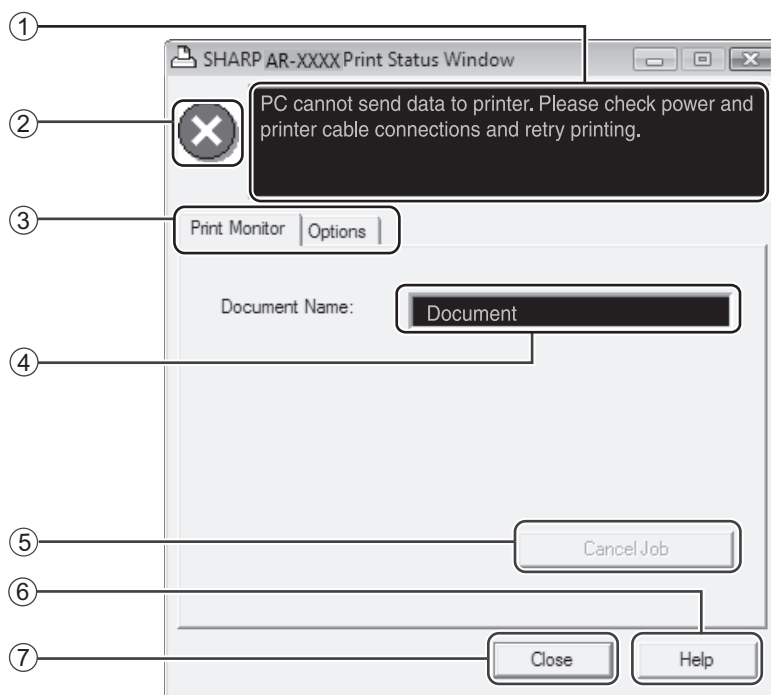 ①
SHARP AR-XXXX Print Status Window
②
PC cannot send data to printer. Please check power and
printer cable connections and retry printing.
③
Print Monitor Options
Document Name: Document
④
⑤
Cancel Job
⑥
⑦
Close Help